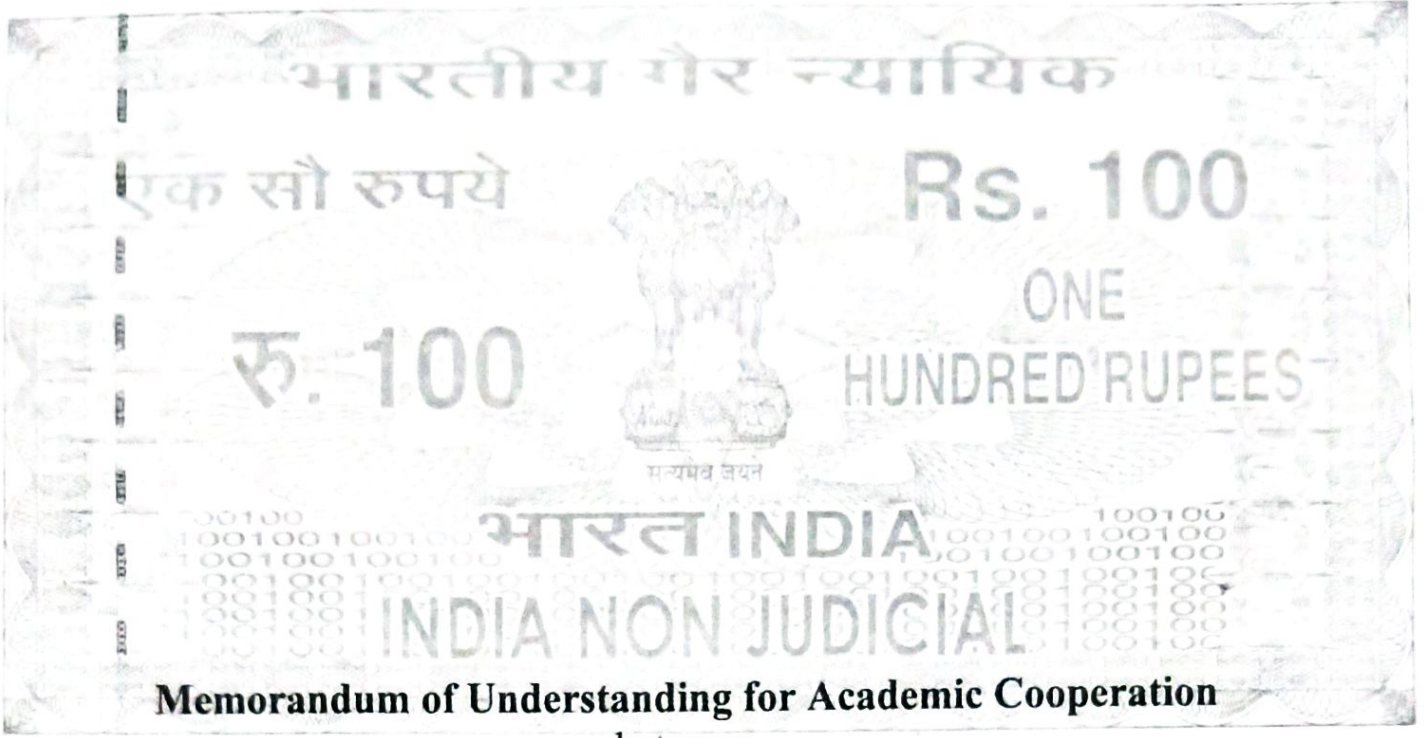 भारतीय गैर न्यायिक
एक सौ रुपये
Rs. 100
रु. 100
ONE
HUNDRED RUPEES
सत्यमेव जयते
भारत INDIA
INDIA NON JUDICIAL
Memorandum of Understanding for Academic Cooperation